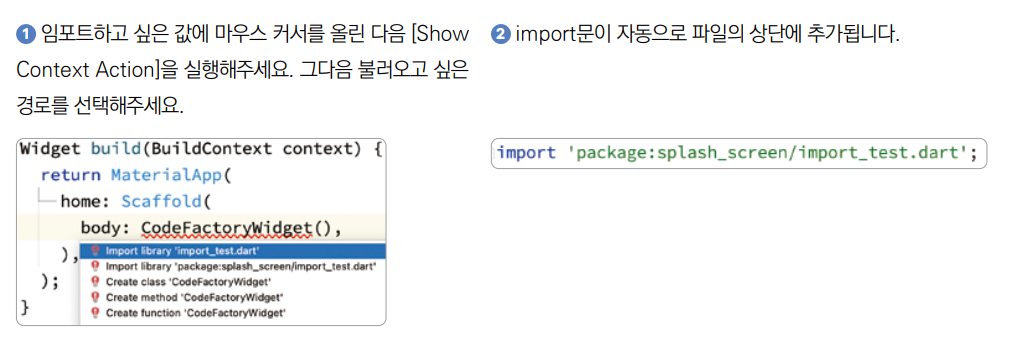 ❶ 임포트하고 싶은 값에 마우스 커서를 올린 다음 [Show
Context Action]을 실행해주세요. 그다음 불러오고 싶은
경로를 선택해주세요.
Widget build(BuildContext context) {
return MaterialApp(
home: Scaffold(
body: CodeFactoryWidget(),
),
);
}
Import library 'import_test.dart'
Import library 'package:splash_screen/import_test.dart'
Create class 'CodeFactoryWidget'
Create method 'CodeFactoryWidget'
Create function 'CodeFactoryWidget'
❷ import문이 자동으로 파일의 상단에 추가됩니다.
import 'package:splash_screen/import_test.dart';